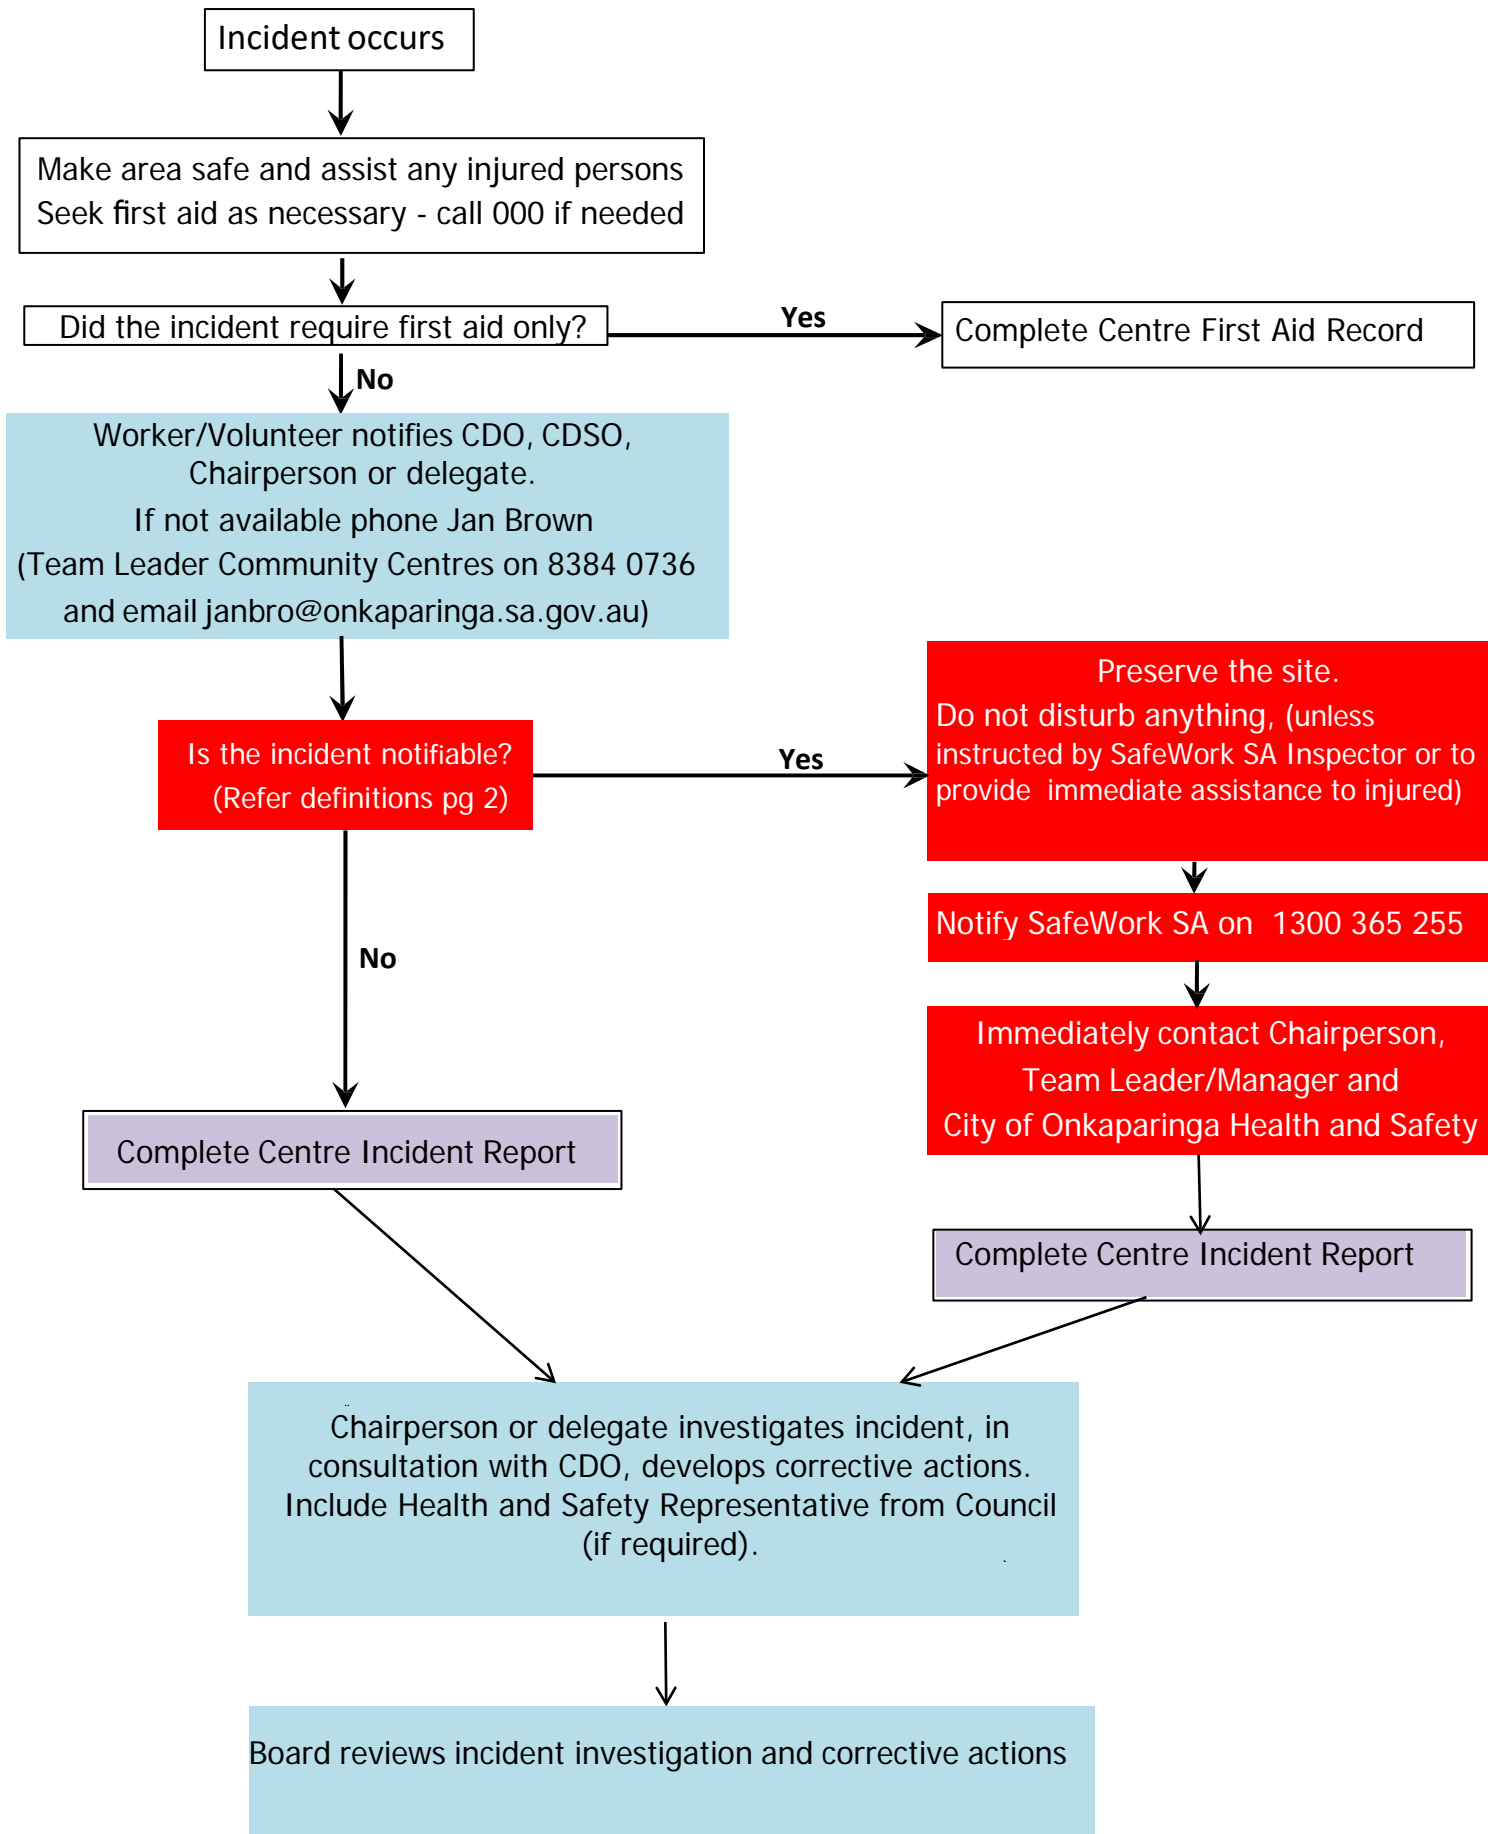 Incident occurs
Make area safe and assist any injured persons
Seek first aid as necessary - call 000 if needed
Did the incident require first aid only?
Yes
Complete Centre First Aid Record
No
Worker/Volunteer notifies CDO, CDSO,
Chairperson or delegate.
If not available phone Jan Brown
(Team Leader Community Centres on 8384 0736
and email janbro@onkaparinga.sa.gov.au)
Is the incident notifiable?
(Refer definitions pg 2)
Yes
Preserve the site.
Do not disturb anything, (unless
instructed by SafeWork SA Inspector or to
provide immediate assistance to injured)
Notify SafeWork SA on 1300 365 255
Immediately contact Chairperson,
Team Leader/Manager and
City of Onkaparinga Health and Safety
No
Complete Centre Incident Report
Complete Centre Incident Report
Chairperson or delegate investigates incident, in
consultation with CDO, develops corrective actions.
Include Health and Safety Representative from Council
(if required).
Board reviews incident investigation and corrective actions